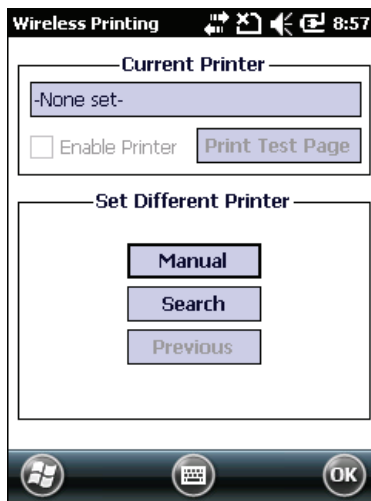 Wireless Printing 8:57
Current Printer
-None set-
Enable Printer Print Test Page
Set Different Printer
Manual
Search
Previous
OK